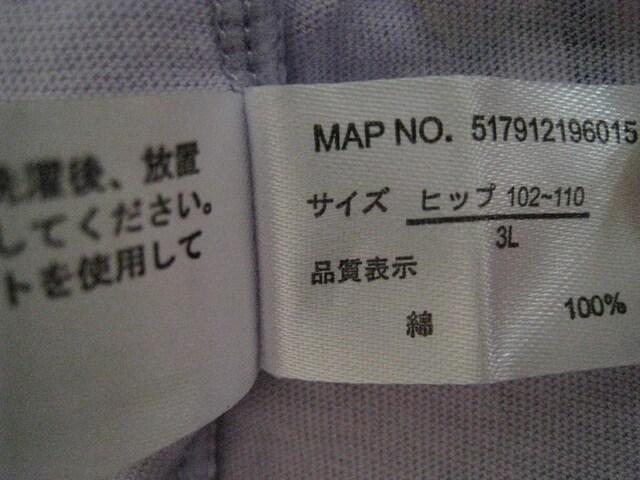 洗濯後、放置
してください。
トを使用して
MAP NO. 517912196015
サイズ ヒップ 102~110
3L
品質表示
綿 100%